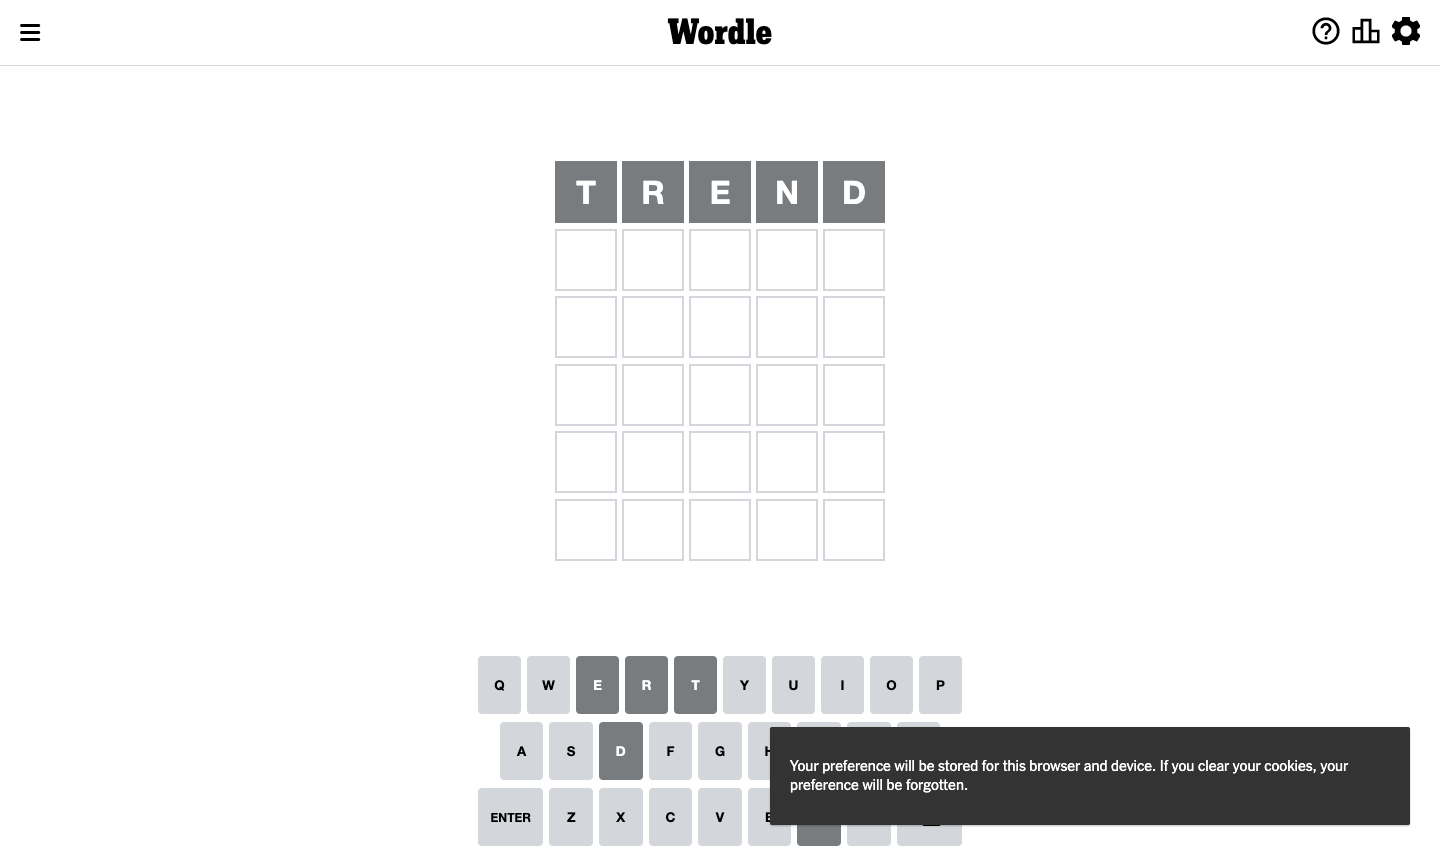 Wordle
T R E N D
Q W E R T Y U I O P
A S D F G
ENTER Z X C V
Your preference will be stored for this browser and device. If you clear your cookies, your
preference will be forgotten.